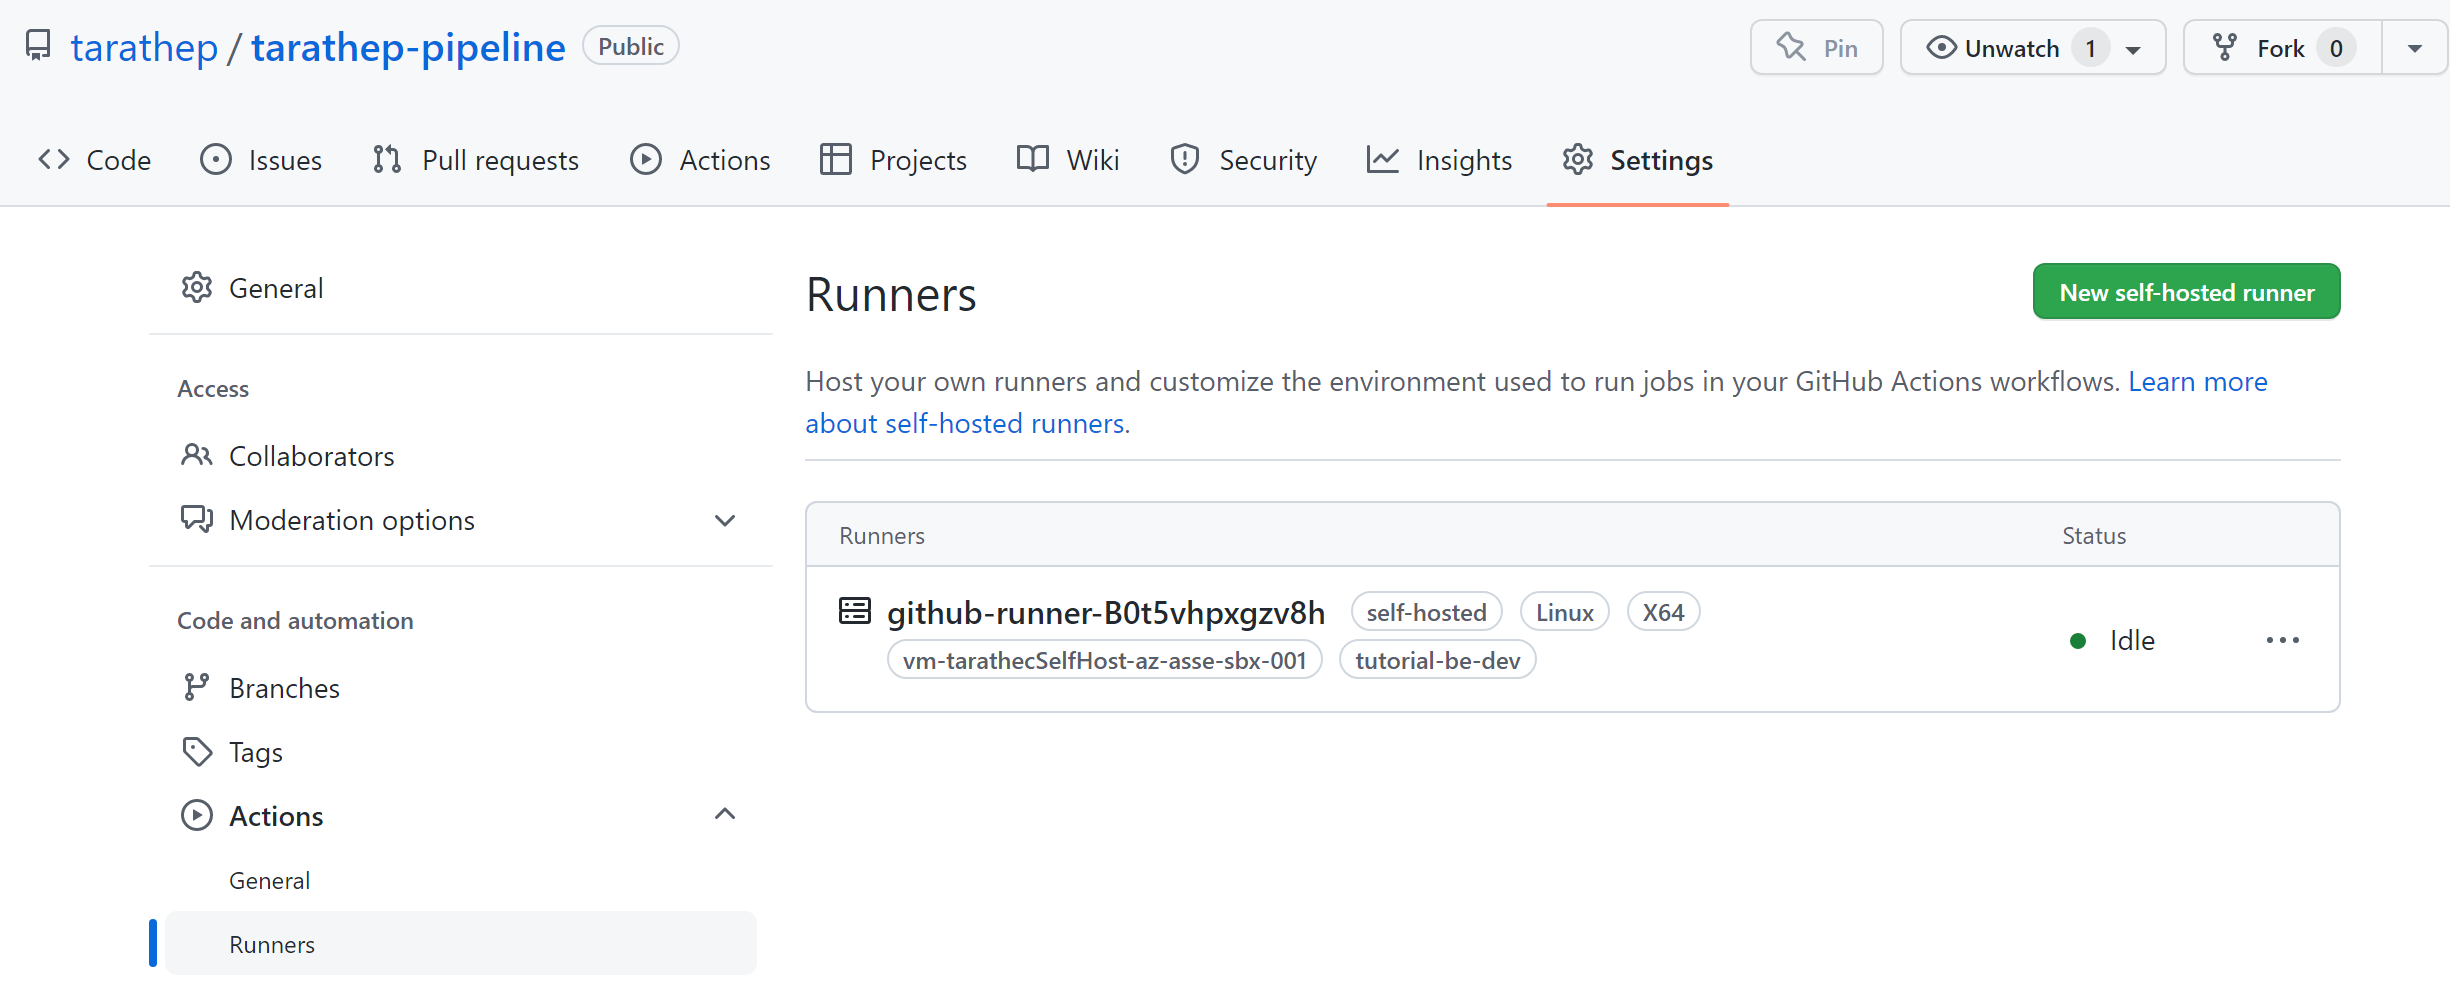 tarathep / tarathep-pipeline Public Pin Unwatch 1 Fork 0
Code Issues Pull requests Actions Projects Wiki Security Insights Settings
General
Access
Collaborators
Moderation options
Code and automation
Branches
Tags
Actions
General
Runners
Runners
New self-hosted runner
Host your own runners and customize the environment used to run jobs in your GitHub Actions workflows. Learn more
about self-hosted runners.
Runners Status
github-runner-B0t5vhpxgzv8h self-hosted Linux X64
vm-tarathecSelfHost-az-asse-sbx-001 tutorial-be-dev
Idle